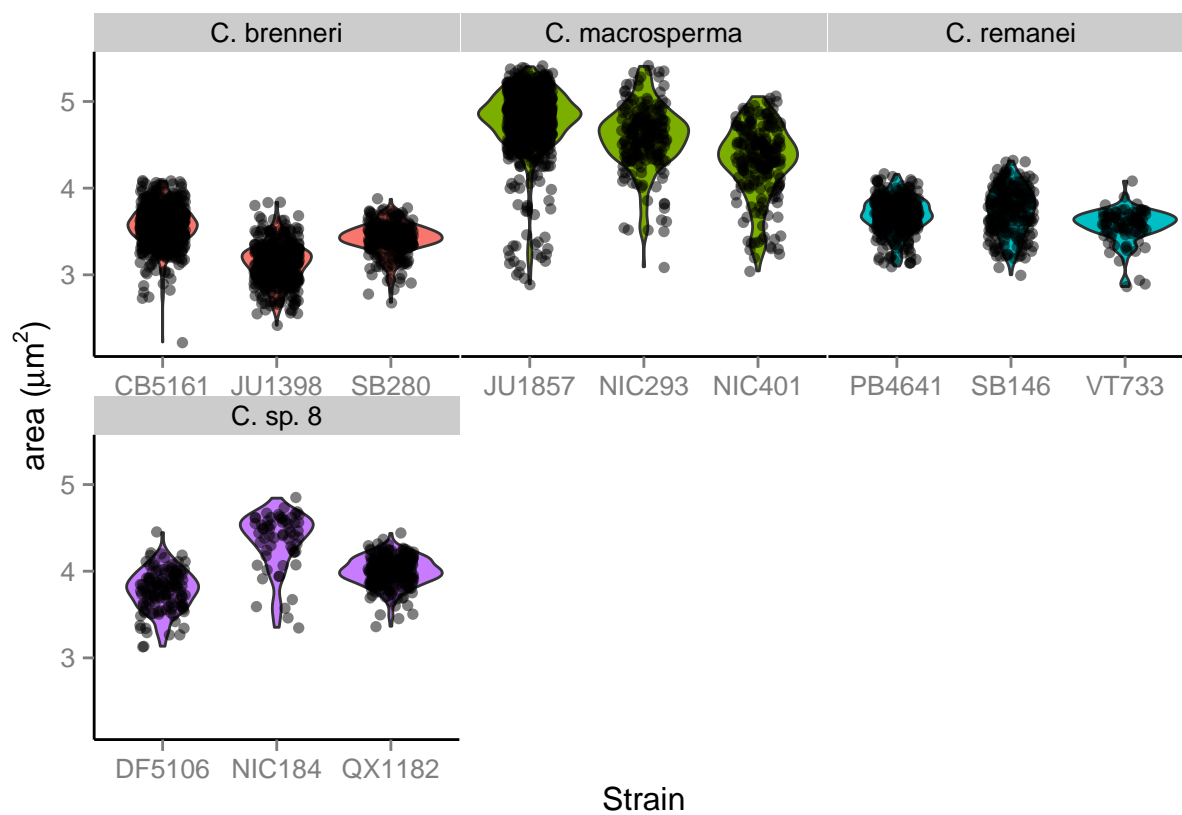 C. brenneri C. macrosperma C. remanei
5
4
3
CB5161 JU1398 SB280 JU1857 NIC293 NIC401 PB4641 SB146 VT733
area (μm²)
C. sp. 8
5
4
3
DF5106 NIC184 QX1182
Strain